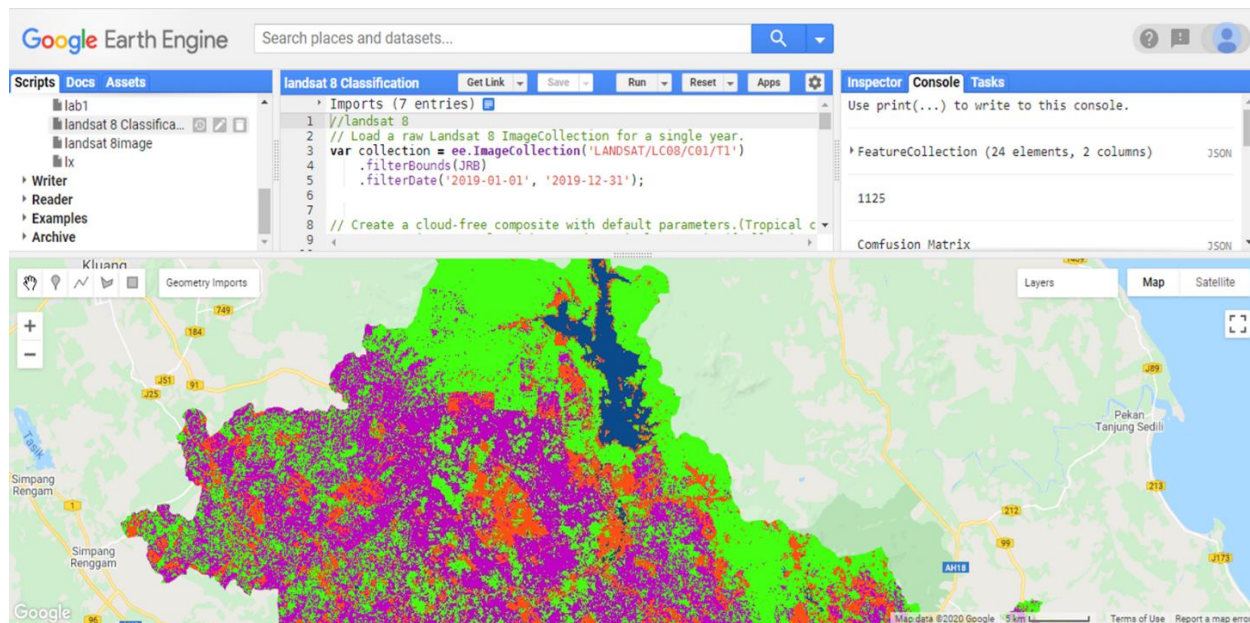 Google Earth Engine
Search places and datasets...
Scripts Docs Assets
lab1
landsat 8 Classifica...
landsat 8image
lx
Writer
Reader
Examples
Archive
landsat 8 Classification
Get Link
Save
Run
Reset
Apps
Imports (7 entries)
1 //landsat 8
2 // Load a raw Landsat 8 ImageCollection for a single year.
3 var collection = ee.ImageCollection('LANDSAT/LC08/C01/T1')
4 .filterBounds(JRB)
5 .filterDate('2019-01-01', '2019-12-31');
6
7
8 // Create a cloud-free composite with default parameters.(Tropical c
9
Inspector Console Tasks
Use print(...) to write to this console.
FeatureCollection (24 elements, 2 columns) JSON
1125
Comfusion Matrix JSON
Kluang
Geometry Imports
Layers
Map
Satellite
749
184
J51
91
J25
J89
Pekan
Tanjung Sedili
Tasik
Simpang
Rengam
1
213
212
Simpang
Renggam
99
J173
AH18
Google
96
Map data ©2020 Google 5 km Terms of Use Report a map error